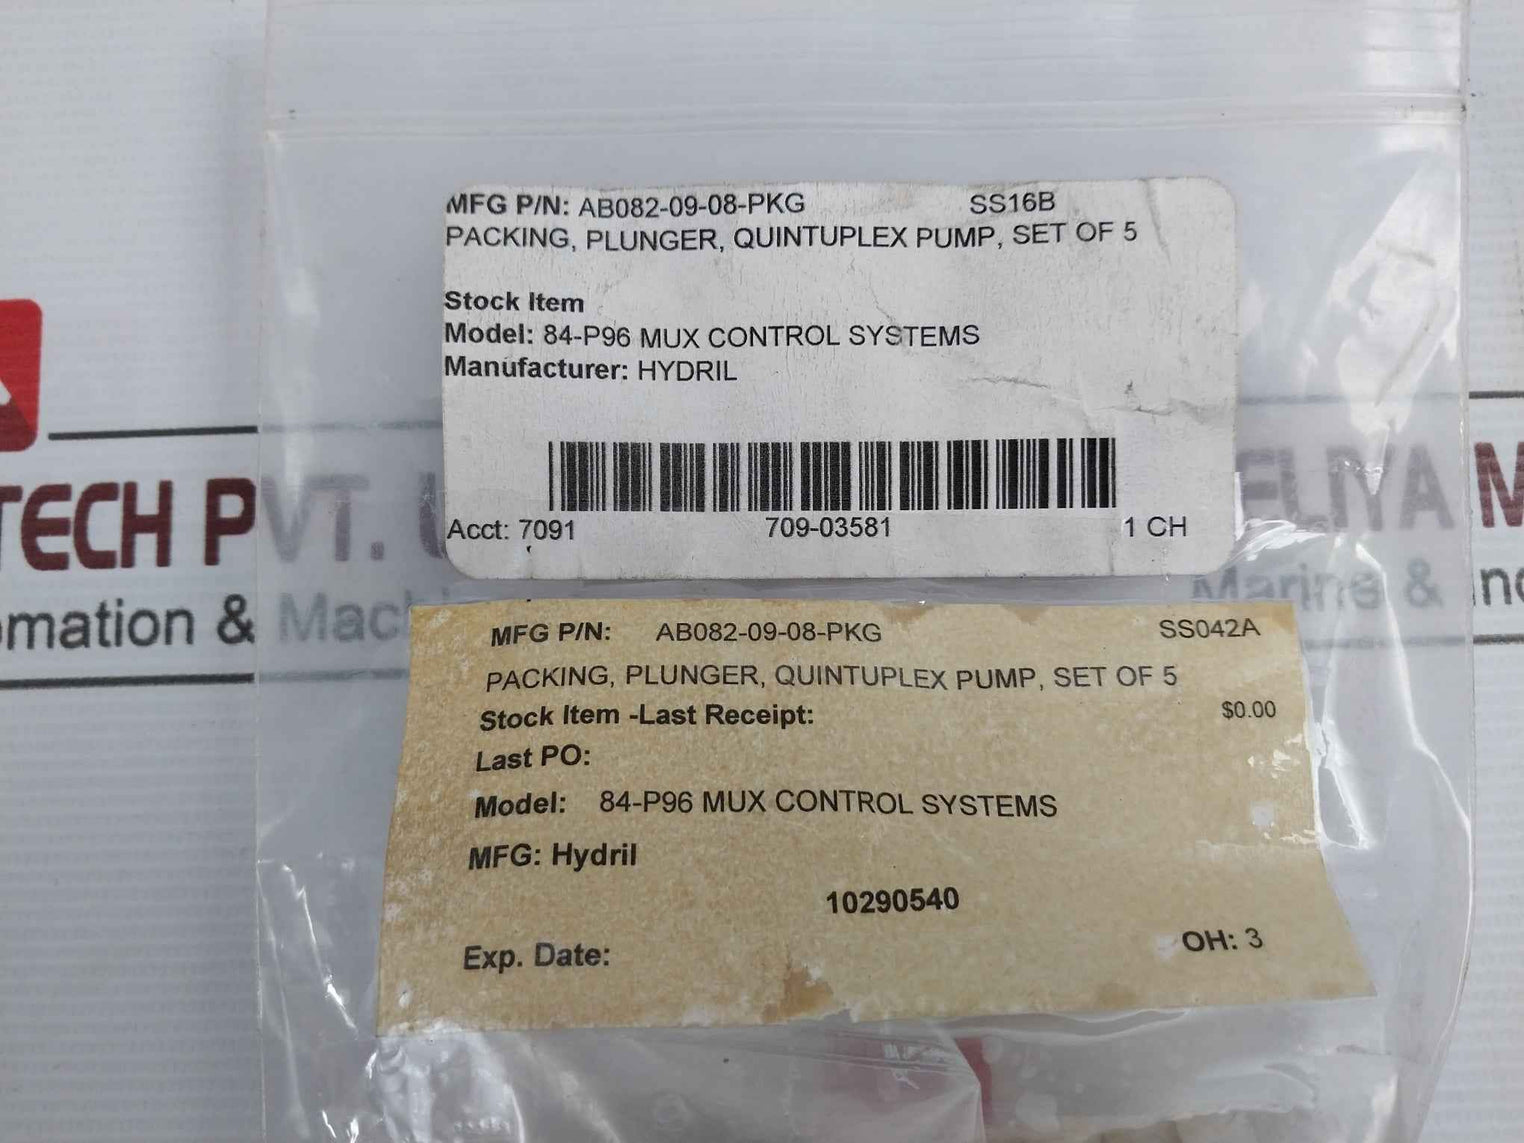 MFG P/N: AB082-09-08-PKG SS16B
PACKING, PLUNGER, QUINTUPLEX PUMP, SET OF 5
Stock Item
Model: 84-P96 MUX CONTROL SYSTEMS
Manufacturer: HYDRIL
Acct: 7091 709-03581 1 CH
MFG P/N: AB082-09-08-PKG SS042A
PACKING, PLUNGER, QUINTUPLEX PUMP, SET OF 5
Stock Item -Last Receipt: $0.00
Last PO:
Model: 84-P96 MUX CONTROL SYSTEMS
MFG: Hydril
10290540
Exp. Date: OH: 3
TECH PVT.
& Marine &